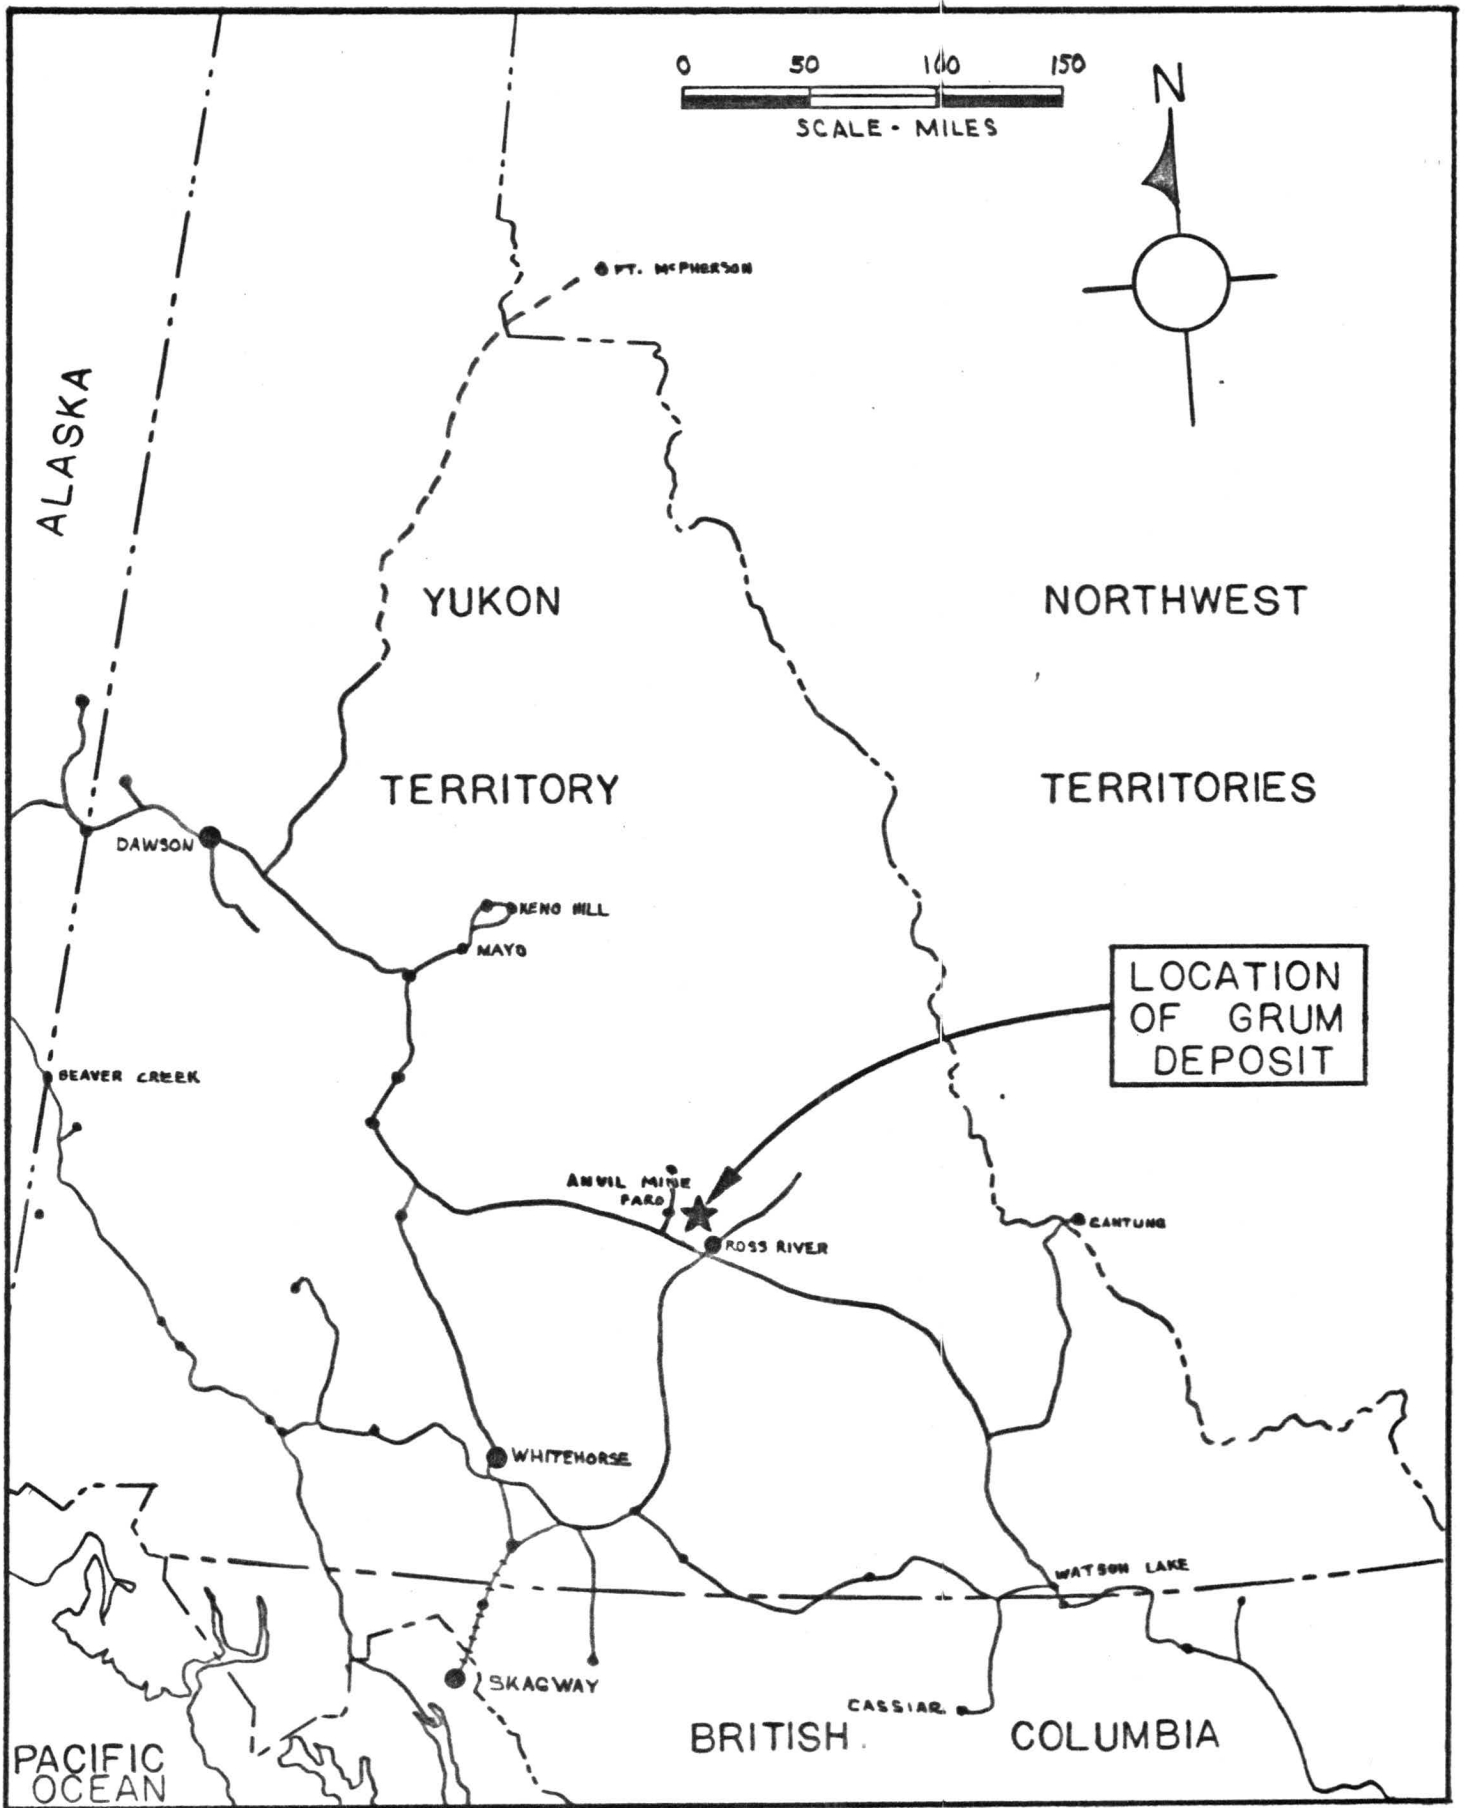 0 50 100 150
SCALE - MILES
N
FT. McPHERSON
ALASKA
YUKON
NORTHWEST
TERRITORY
TERRITORIES
DAWSON
KENO HILL
MAYO
LOCATION
OF GRUM
DEPOSIT
BEAVER CREEK
ANVIL MINE
FARO
CANTUNG
ROSS RIVER
WHITEHORSE
WATSON LAKE
SKAGWAY
CASSIAR
BRITISH COLUMBIA
PACIFIC
OCEAN